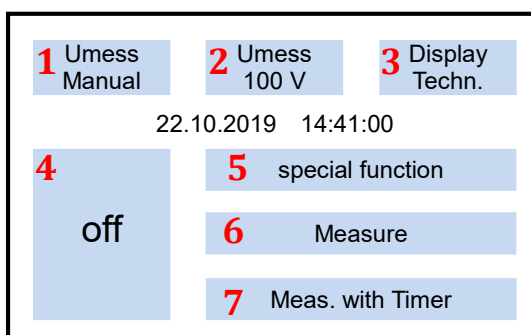 1 Umess
Manual
2 Umess
100 V
3 Display
Techn.
22.10.2019 14:41:00
4
off
5 special function
6 Measure
7 Meas. with Timer